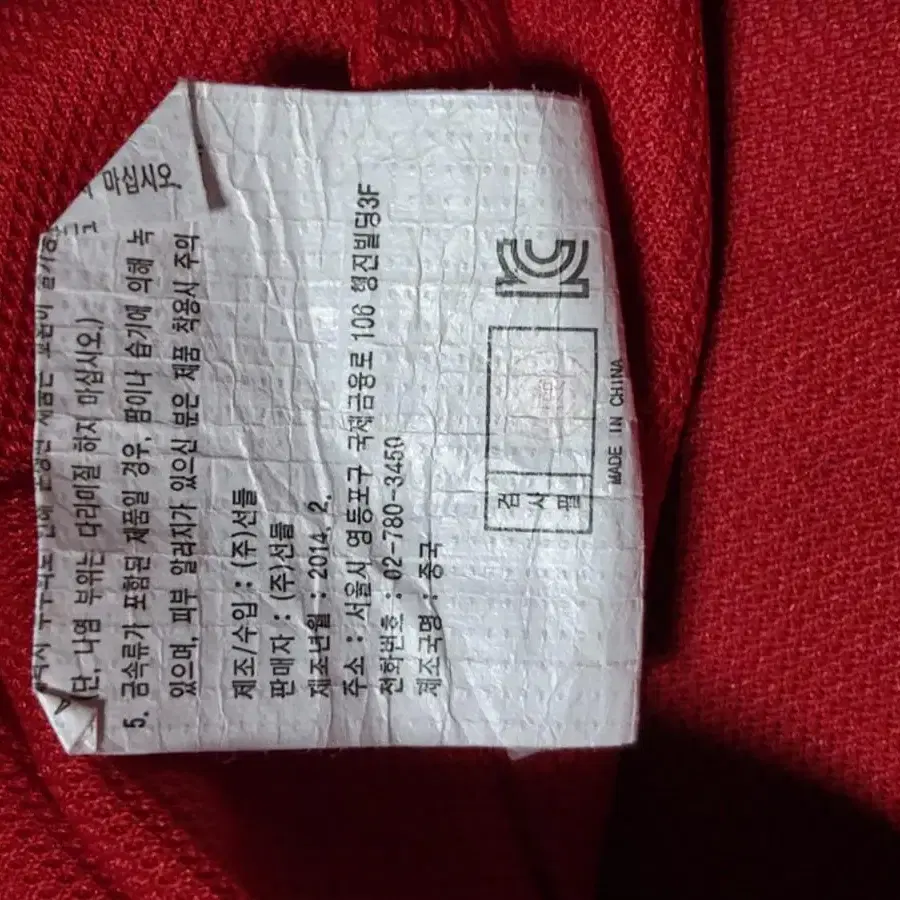 마십시오
(단, 나염 부위는 다리미질 하지 마십시오.)
5. 금속류가 포함된 제품일 경우, 땀이나 습기에 의해 녹
있으며, 피부 알러지가 있으신 분은 제품 착용시 주의
제조/수입 : (주)선들
판매자 : (주)선들
제조년월 : 2014. 2.
주소 : 서울시 영등포구 국제금융로 106 행진빌딩3F
전화번호 : 02-780-3450
제조국명 : 중국
검사필
MADE IN CHINA